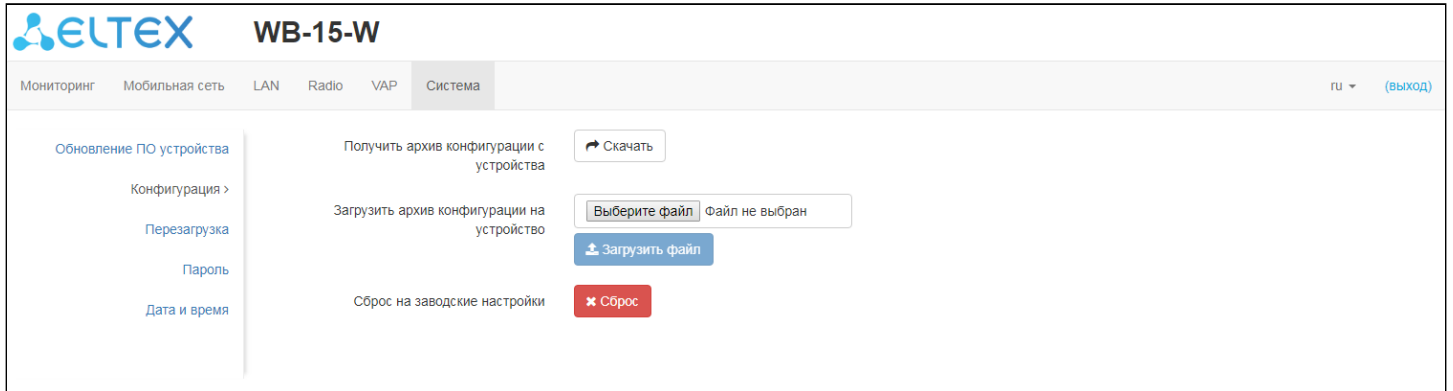 ELTEX WB-15-W
Мониторинг Мобильная сеть LAN Radio VAP Система ru (выход)
Обновление ПО устройства
Конфигурация >
Перезагрузка
Пароль
Дата и время
Получить архив конфигурации с
устройства
Скачать
Загрузить архив конфигурации на
устройство
Выберите файл Файл не выбран
Загрузить файл
Сброс на заводские настройки
Сброс